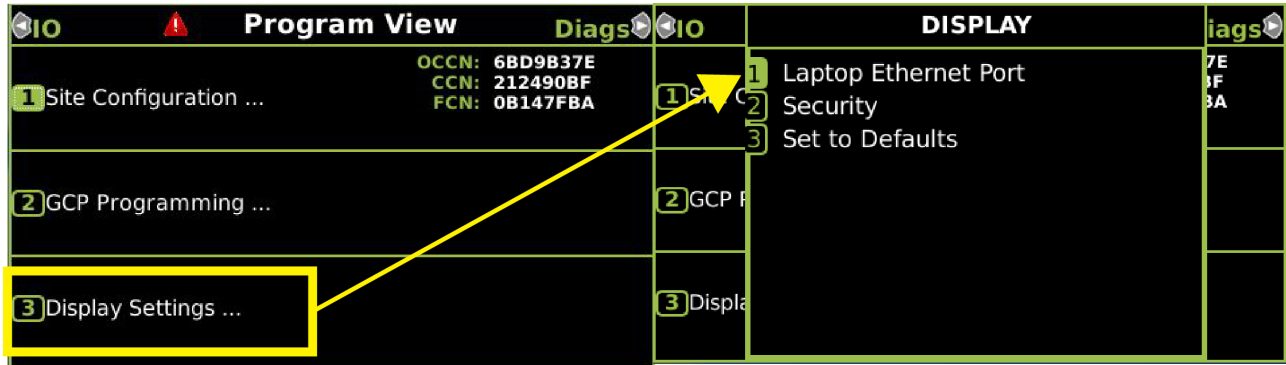 IO Program View Diags
OCCN: 6BD9B37E
CCN: 212490BF
FCN: 0B147FBA
1 Site Configuration ...
2 GCP Programming ...
3 Display Settings ...
IO DISPLAY iags
1 Laptop Ethernet Port
2 Security
3 Set to Defaults
7E
BF
BA
1
2 GCP
3 Displa